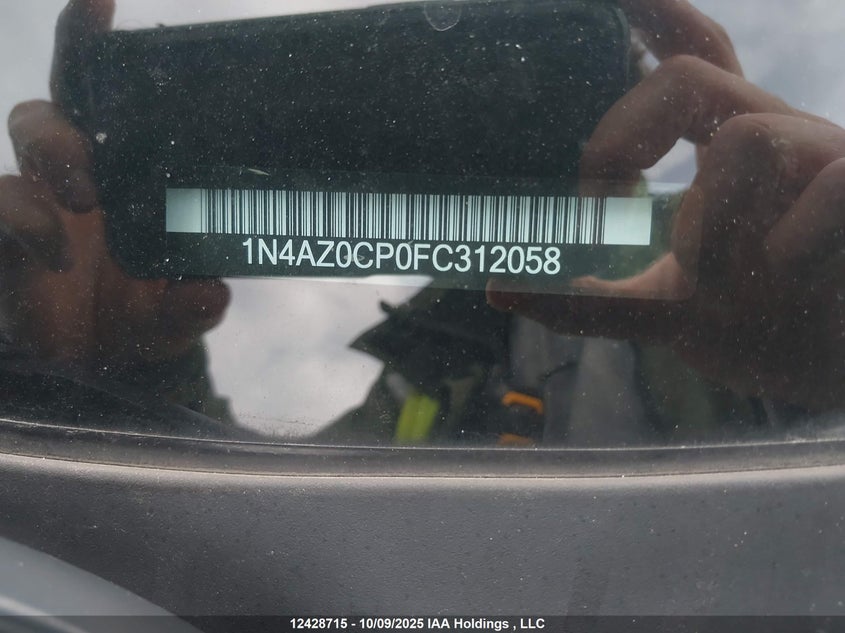 1N4AZ0CP0FC312058
12428715 - 10/09/2025 IAA Holdings , LLC